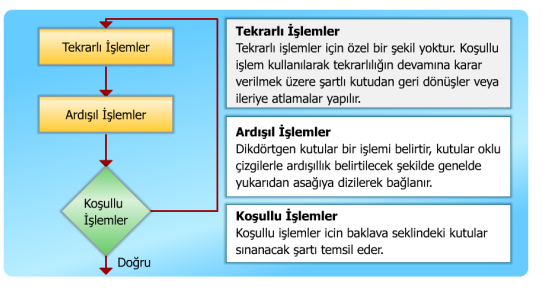 Tekrarlı İşlemler
Ardışıl İşlemler
Koşullu
İşlemler
Doğru
Tekrarlı İşlemler
Tekrarlı işlemler için özel bir şekil yoktur. Koşullu
işlem kullanılarak tekrarlılığın devamına karar
verilmek üzere şartlı kutudan geri dönüşler veya
ileriye atlamalar yapılır.
Ardışıl İşlemler
Dikdörtgen kutular bir işlemi belirtir, kutular oklu
çizgilerle ardışıllık belirtilecek şekilde genelde
yukarıdan asağıya dizilerek bağlanır.
Koşullu İşlemler
Koşullu işlemler icin baklava seklindeki kutular
sınanacak şartı temsil eder.